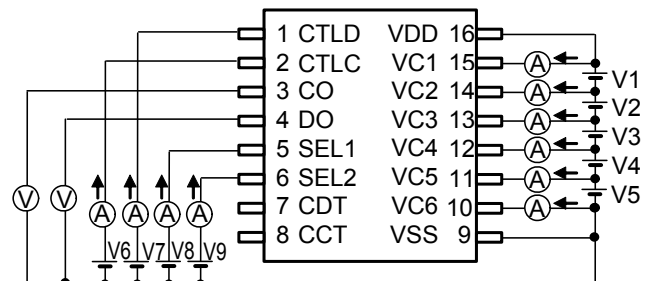 1 CTLD VDD 16
2 CTLC VC1 15
3 CO VC2 14
4 DO VC3 13
5 SEL1 VC4 12
6 SEL2 VC5 11
7 CDT VC6 10
8 CCT VSS 9
A V1
A V2
A V3
A V4
A V5
A
V V A A A A
V6 V7 V8 V9